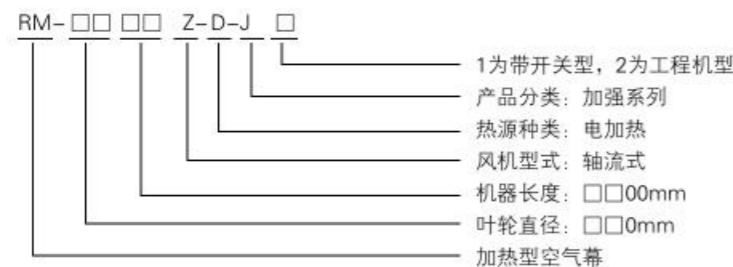 RM-□□ □□ Z-D-J □
1为带开关型，2为工程机型
产品分类：加强系列
热源种类：电加热
风机型式：轴流式
机器长度：□□00mm
叶轮直径：□□0mm
加热型空气幕